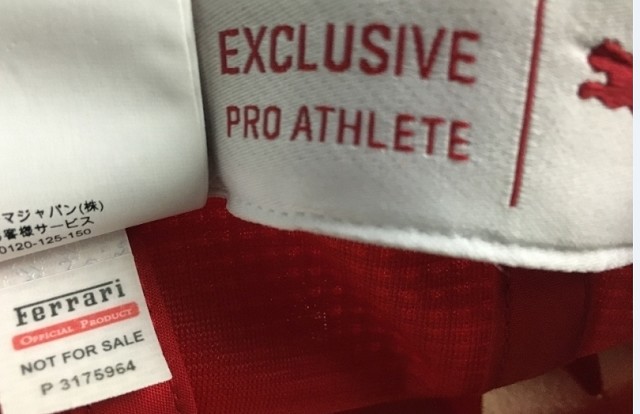 EXCLUSIVE
PRO ATHLETE
マジャパン(株)
客様サービス
0120-125-150
Ferrari
OFFICIAL PRODUCT
NOT FOR SALE
P 3175964